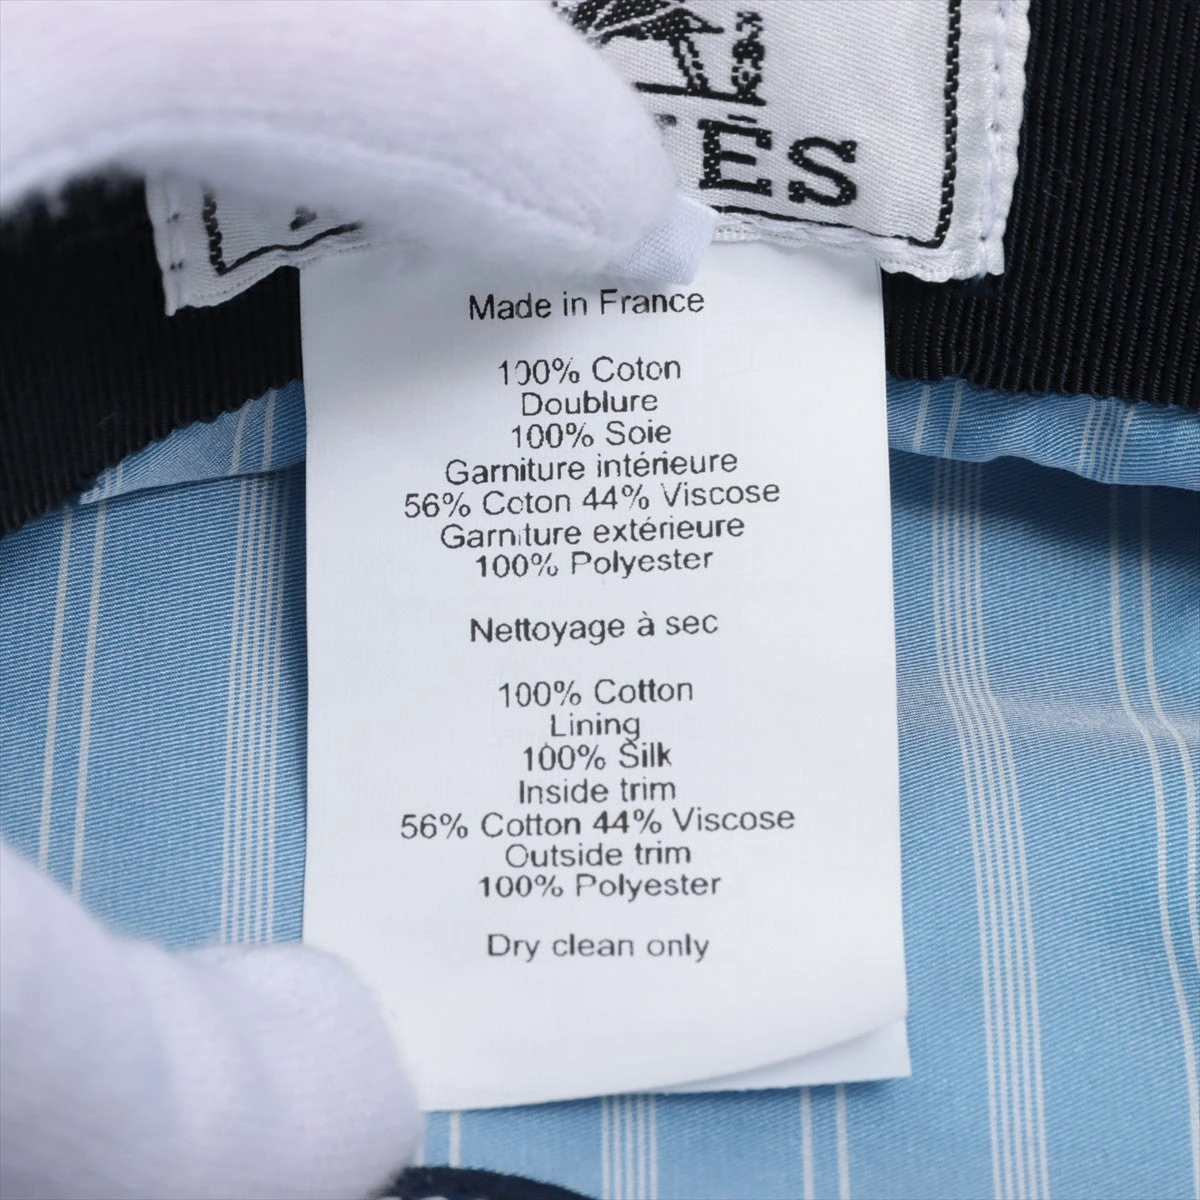 ÈS
Made in France
100% Coton
Doublure
100% Soie
Garniture intérieure
56% Coton 44% Viscose
Garniture extérieure
100% Polyester
Nettoyage à sec
100% Cotton
Lining
100% Silk
Inside trim
56% Cotton 44% Viscose
Outside trim
100% Polyester
Dry clean only